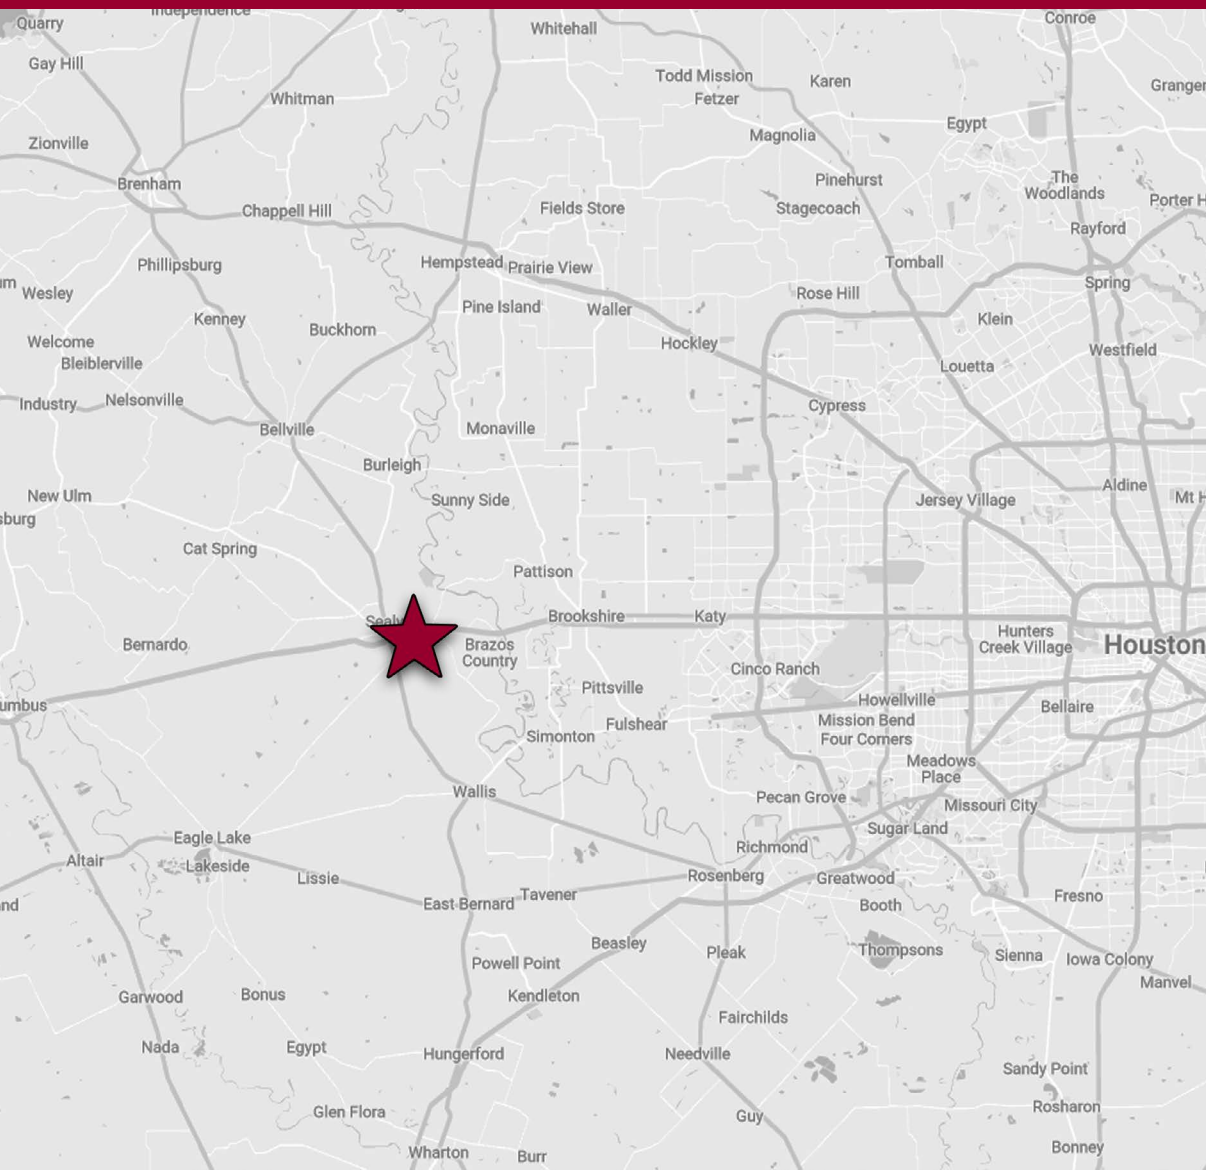 Independence
Quarry
Whitehall
Conroe
Gay Hill
Todd Mission
Karen
Granger
Whitman
Fetzer
Egypt
Magnolia
Zionville
Brenham
Pinehurst
The
Woodlands
Chappell Hill
Fields Store
Stagecoach
Porter H
Rayford
Phillipsburg
Hempstead
Prairie View
Tomball
Spring
m
Wesley
Rose Hill
Pine Island
Waller
Kenney
Klein
Buckhorn
Welcome
Hockley
Westfield
Bleiblerville
Louetta
Industry
Nelsonville
Cypress
Bellville
Monaville
Burleigh
Aldine
New Ulm
Sunny Side
Jersey Village
Mt H
sburg
Cat Spring
Pattison
Sealy
Brookshire
Katy
Bernardo
Brazos
Country
Hunters
Creek Village
Houston
Cinco Ranch
Pittsville
umbus
Howellville
Bellaire
Fulshear
Mission Bend
Four Corners
Simonton
Meadows
Place
Wallis
Pecan Grove
Missouri City
Eagle Lake
Sugar Land
Richmond
Altair
Lakeside
Lissie
Rosenberg
Greatwood
Tavener
Fresno
East Bernard
Booth
nd
Beasley
Pleak
Thompsons
Sienna
Iowa Colony
Powell Point
Manvel
Garwood
Bonus
Kendleton
Fairchilds
Nada
Egypt
Hungerford
Needville
Sandy Point
Glen Flora
Guy
Rosharon
Wharton
Burr
Bonney